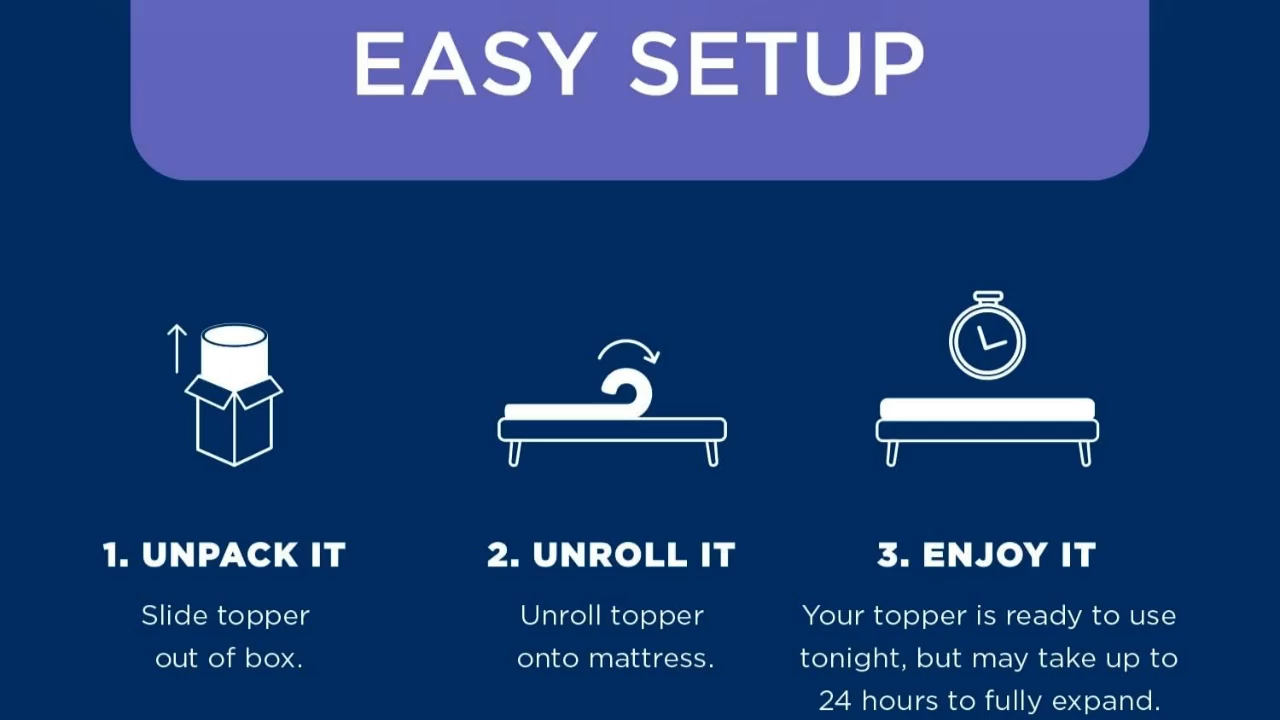 EASY SETUP
1. UNPACK IT
Slide topper
out of box.
2. UNROLL IT
Unroll topper
onto mattress.
3. ENJOY IT
Your topper is ready to use
tonight, but may take up to
24 hours to fully expand.